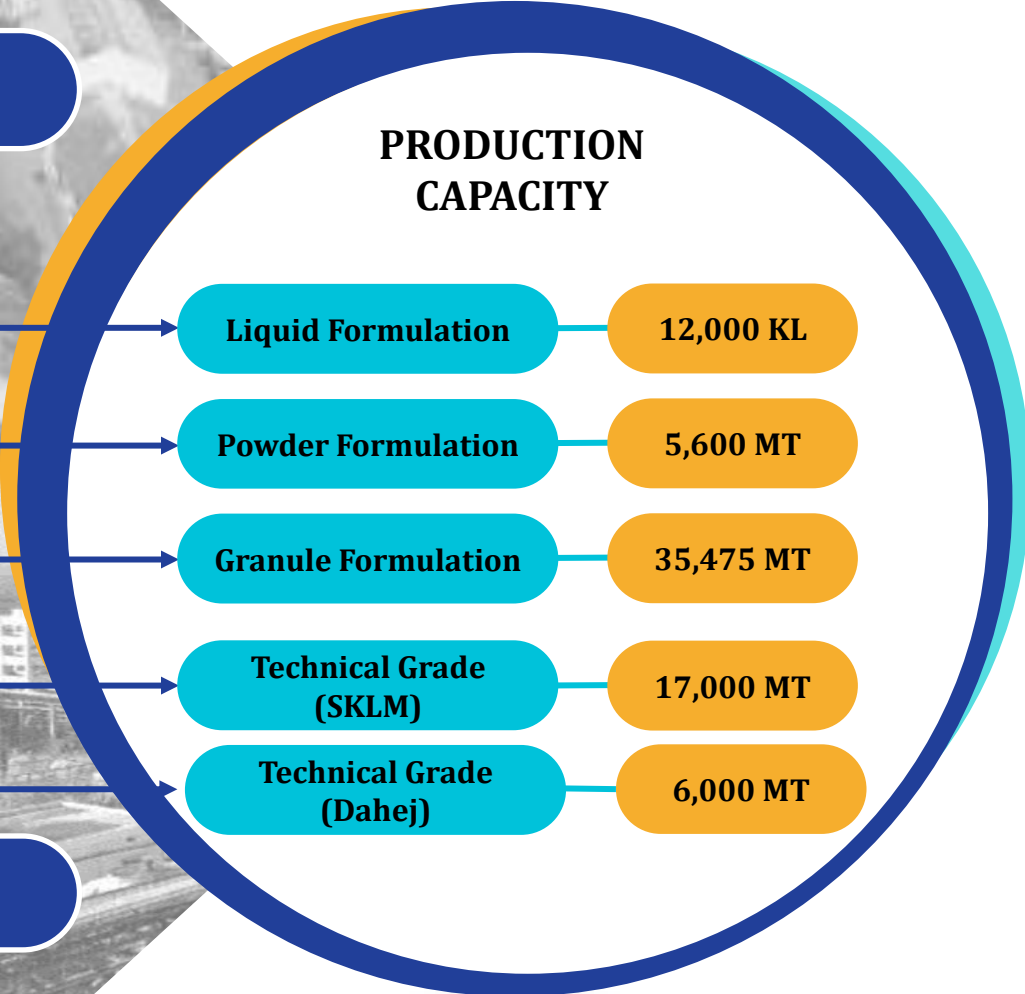 PRODUCTION
CAPACITY
Liquid Formulation
12,000 KL
Powder Formulation
5,600 MT
Granule Formulation
35,475 MT
Technical Grade
(SKLM)
17,000 MT
Technical Grade
(Dahej)
6,000 MT